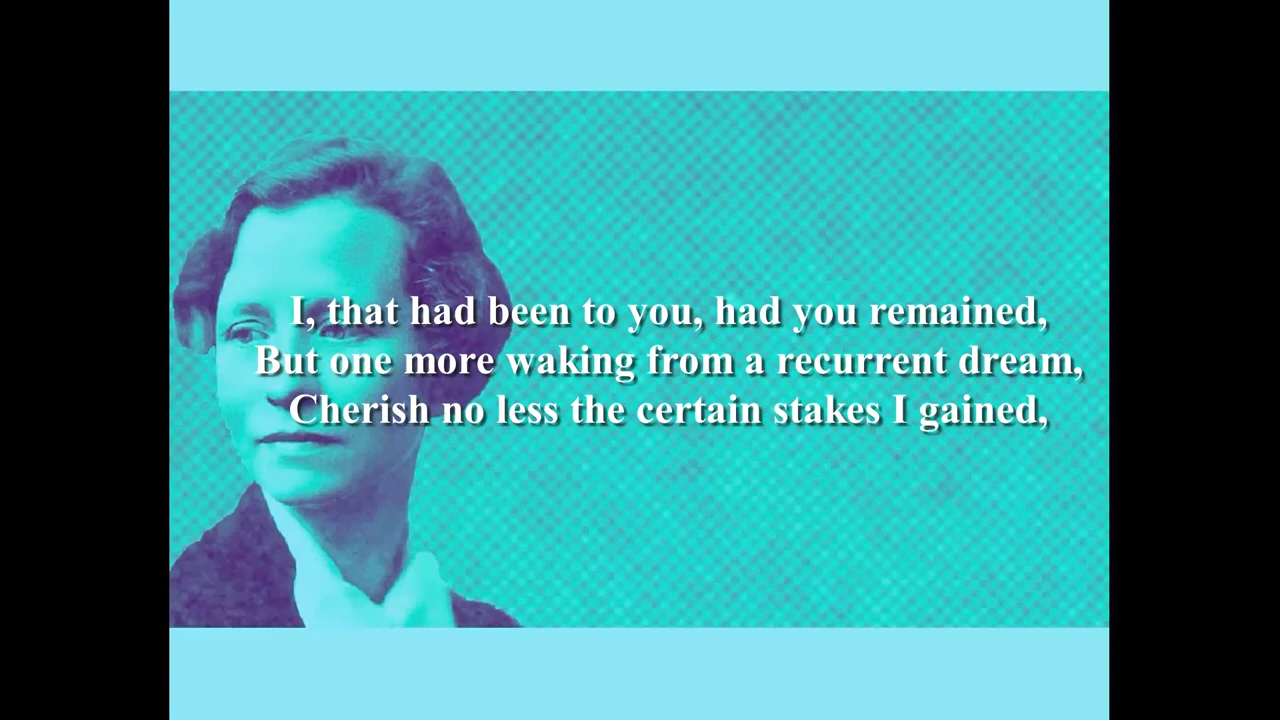 I, that had been to you, had you remained,
But one more waking from a recurrent dream,
Cherish no less the certain stakes I gained,